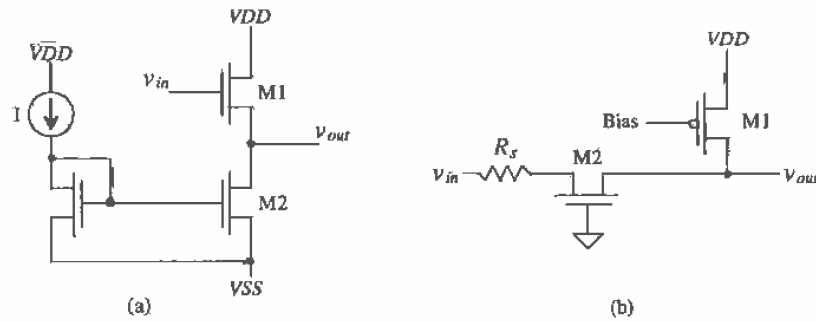 VDD
VDD
I
v_in
M1
v_out
M2
VSS
(a)
VDD
Bias
M1
R_s
M2
v_in
v_out
(b)